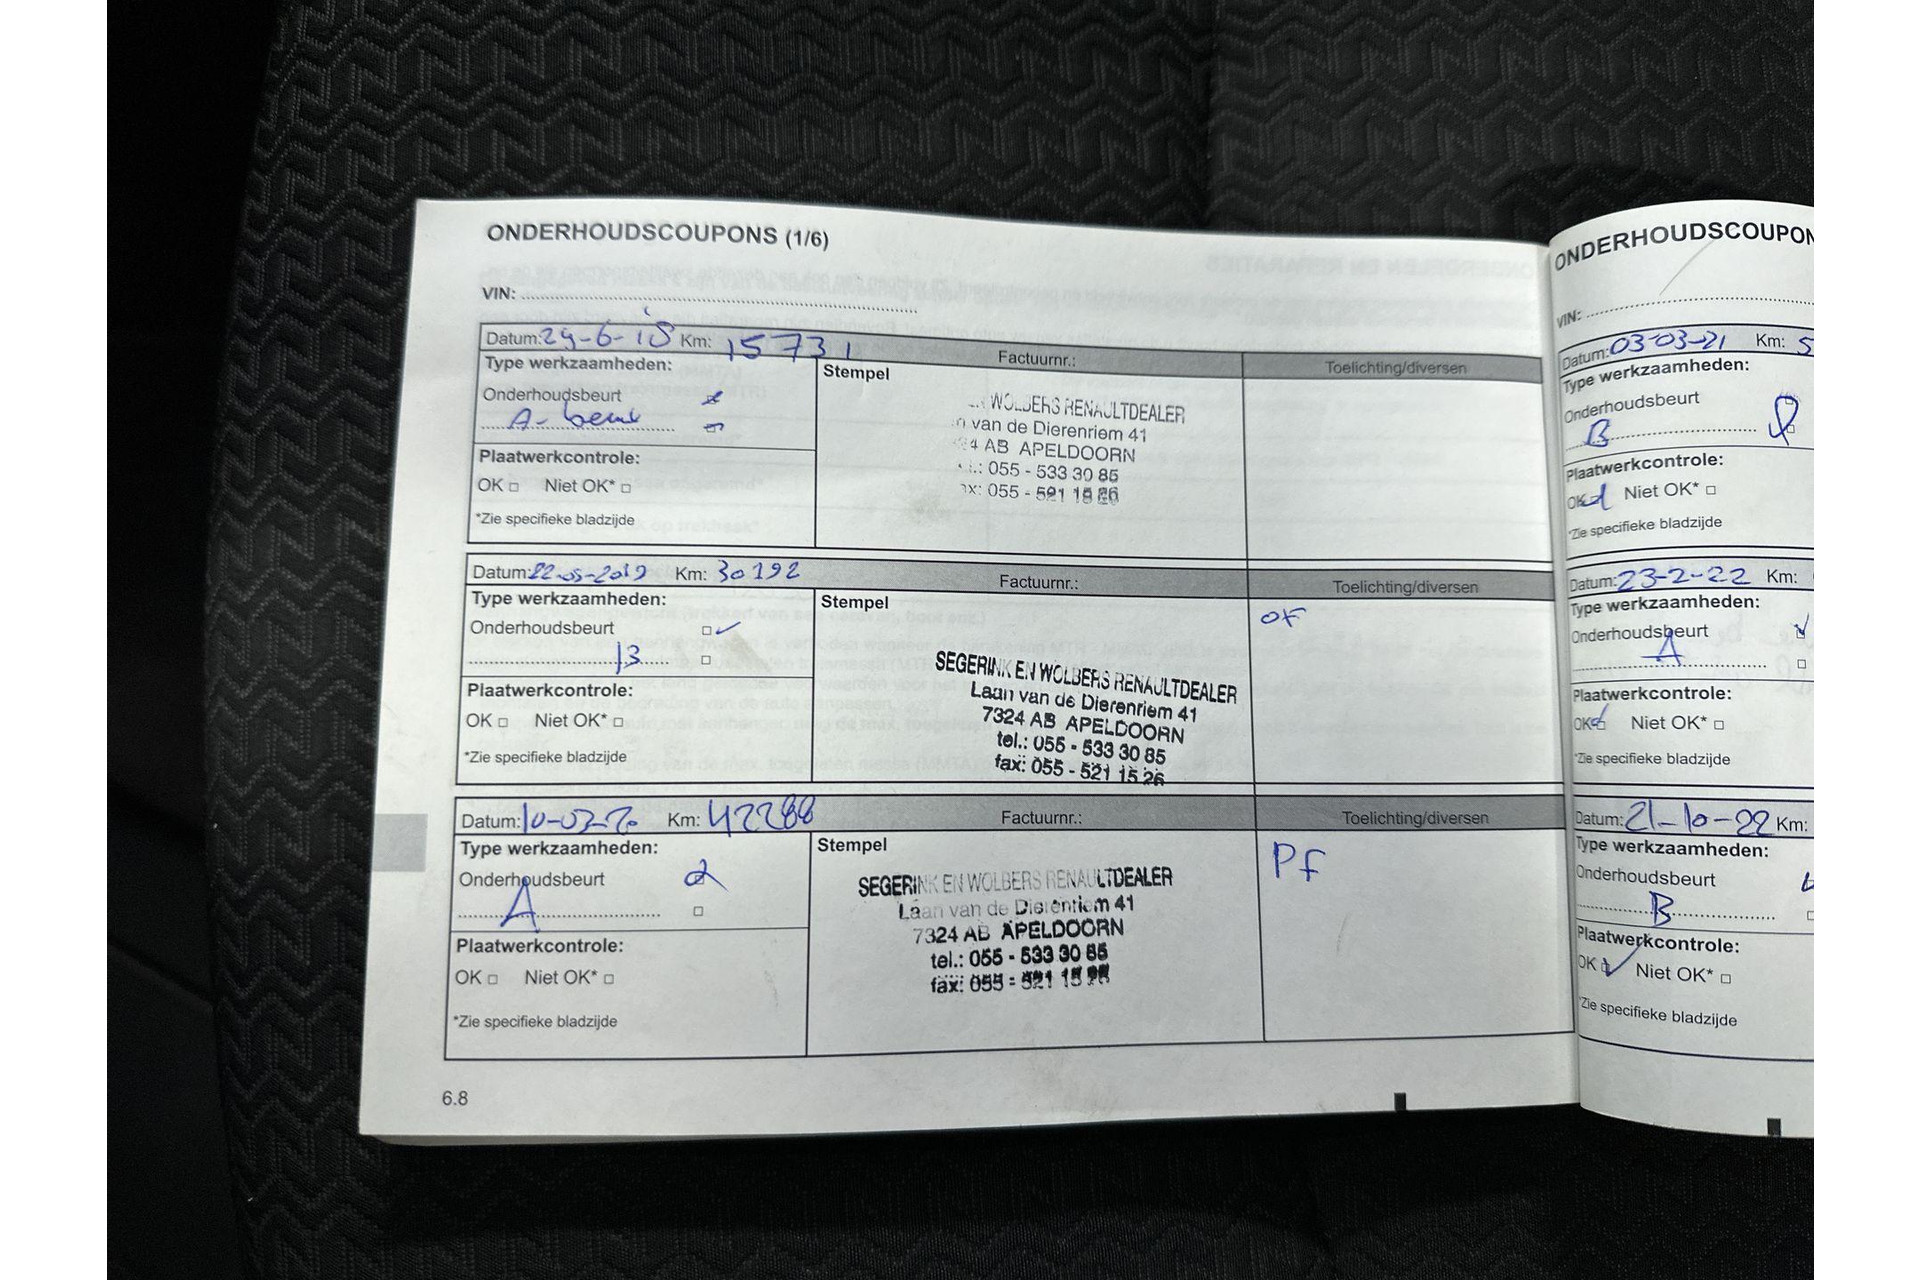 ONDERHOUDSCOUPONS (1/6)
VIN:
Datum: 29-6-18 Km: 15731 Factuurnr.: Toelichting/diversen
Type werkzaamheden:
Stempel
Onderhoudsbeurt
A-beurt
WOLBERS RENAULTDEALER
van de Dierenriem 41
AB APELDOORN
: 055 - 533 30 85
ax: 055 - 521 15 26
Plaatwerkcontrole:
OK Niet OK*
*Zie specifieke bladzijde
Datum: 22-05-2019 Km: 30192 Factuurnr.: Toelichting/diversen
Type werkzaamheden:
Stempel
Onderhoudsbeurt
B
SEGERINK EN WOLBERS RENAULTDEALER
Laan van de Dierenriem 41
7324 AB APELDOORN
tel.: 055 - 533 30 85
fax: 055 - 521 15 26
Plaatwerkcontrole:
OK Niet OK*
*Zie specifieke bladzijde
Datum: 10-03-20 Km: 42288 Factuurnr.: Toelichting/diversen
Type werkzaamheden:
Stempel
Pf
Onderhoudsbeurt
A
SEGERINK EN WOLBERS RENAULTDEALER
Laan van de Dierenriem 41
7324 AB APELDOORN
tel.: 055 - 533 30 85
fax: 055 - 521 15 26
Plaatwerkcontrole:
OK Niet OK*
*Zie specifieke bladzijde
6.8
ONDERHOUDSCOUPON
VIN:
Datum: 03-03-21 Km: 5
Type werkzaamheden:
Onderhoudsbeurt
B
Plaatwerkcontrole:
OK Niet OK*
*Zie specifieke bladzijde
Datum: 23-2-22 Km:
Type werkzaamheden:
Onderhoudsbeurt
A
Plaatwerkcontrole:
OK Niet OK*
*Zie specifieke bladzijde
Datum: 21-10-22 Km:
Type werkzaamheden:
Onderhoudsbeurt
B
Plaatwerkcontrole:
OK Niet OK*
*Zie specifieke bladzijde